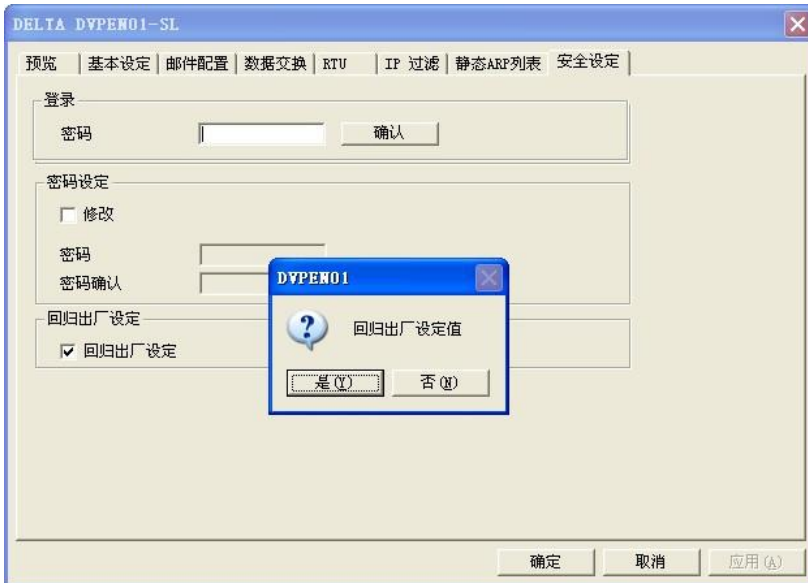 DELTA DVPEN01-SL
预览 基本设定 邮件配置 数据交换 RTU IP 过滤 静态ARP列表 安全设定
登录
密码 确认
密码设定
修改
密码
密码确认
DVPEN01
回归出厂设定值
是(Y) 否(N)
回归出厂设定
回归出厂设定
确定 取消 应用(A)